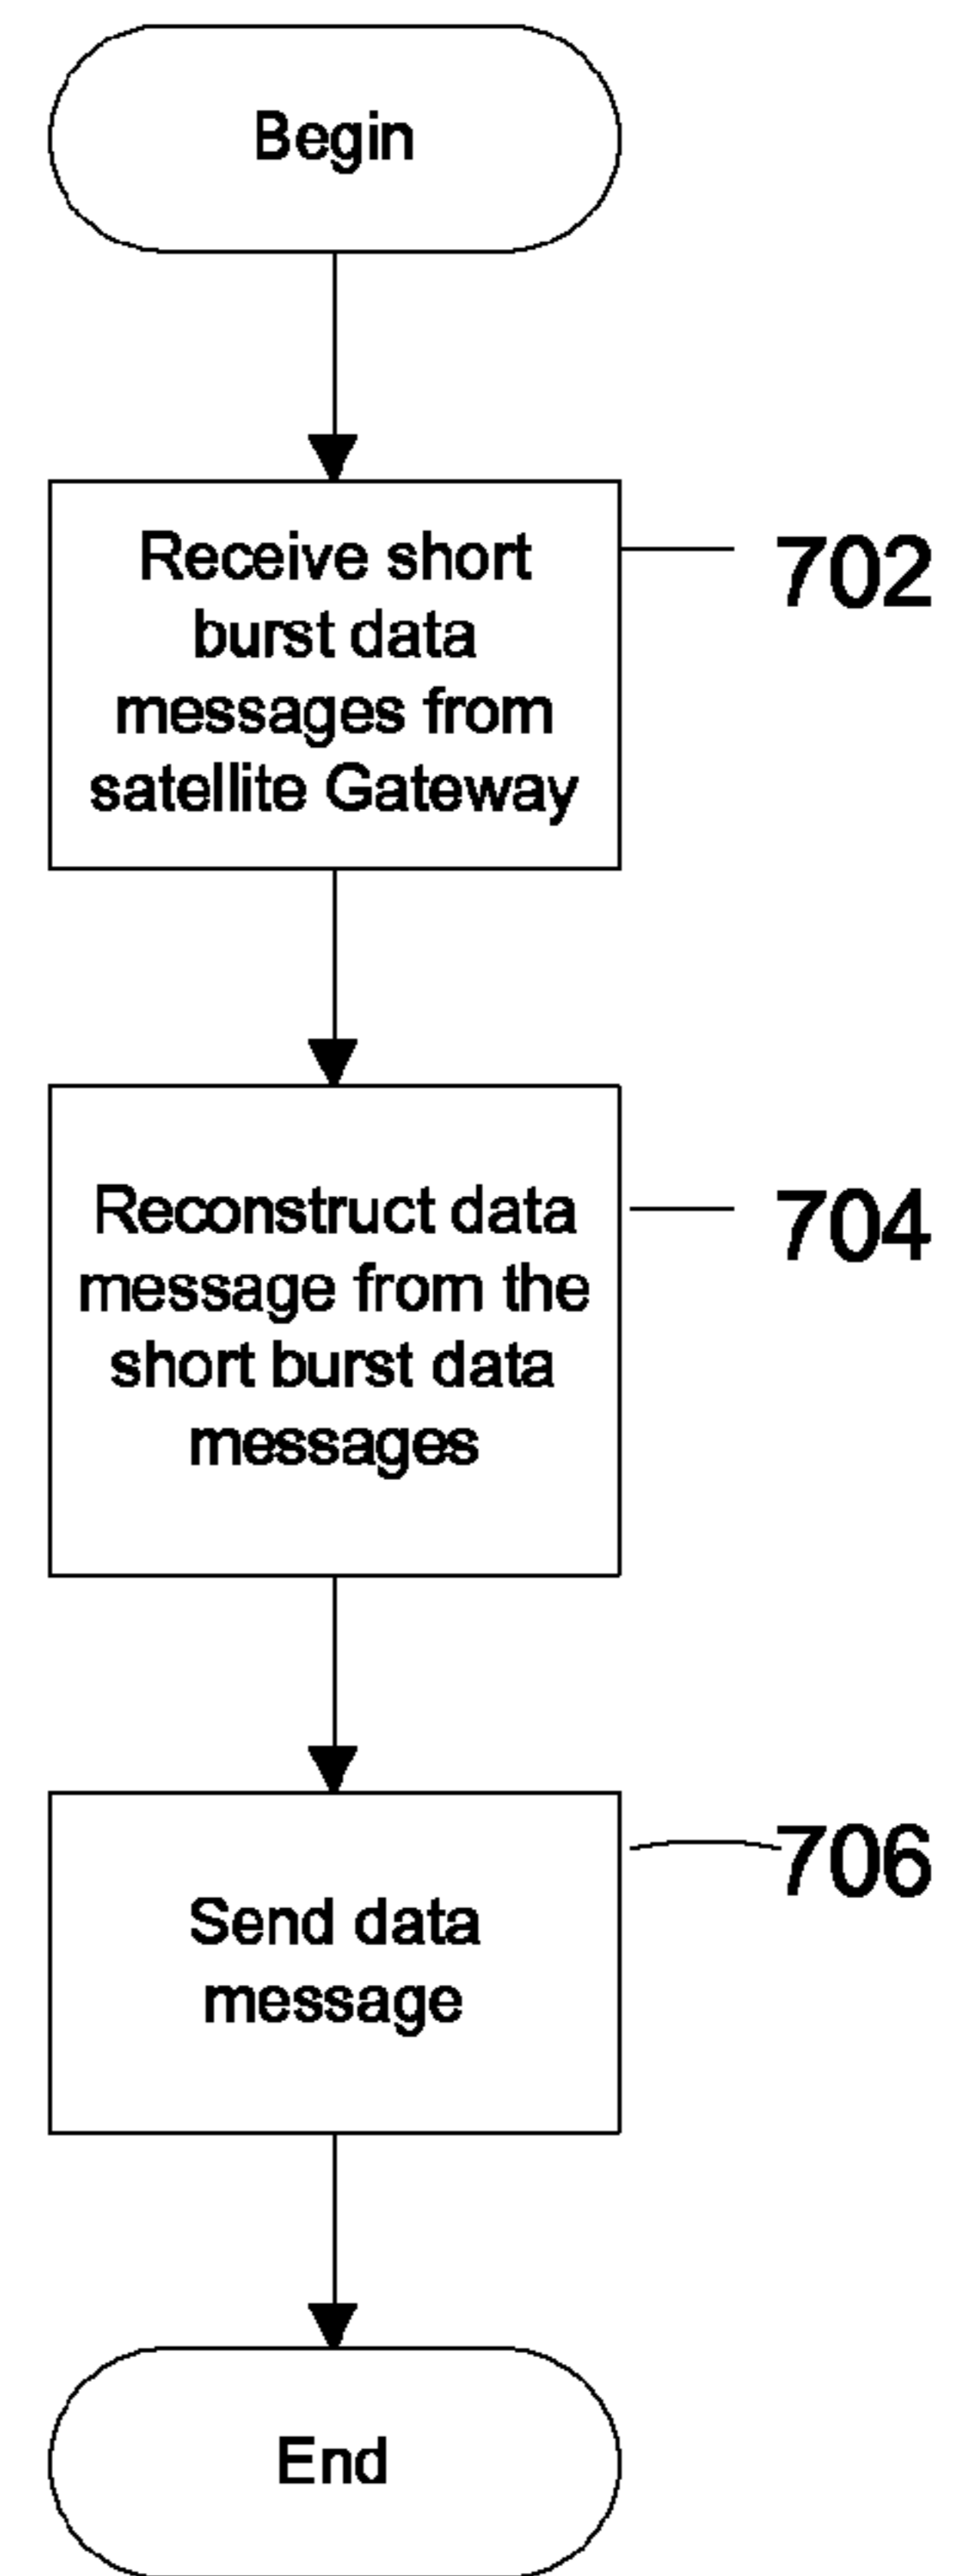 Begin
Receive short
burst data
messages from
satellite Gateway
702
Reconstruct data
message from the
short burst data
messages
704
Send data
message
706
End